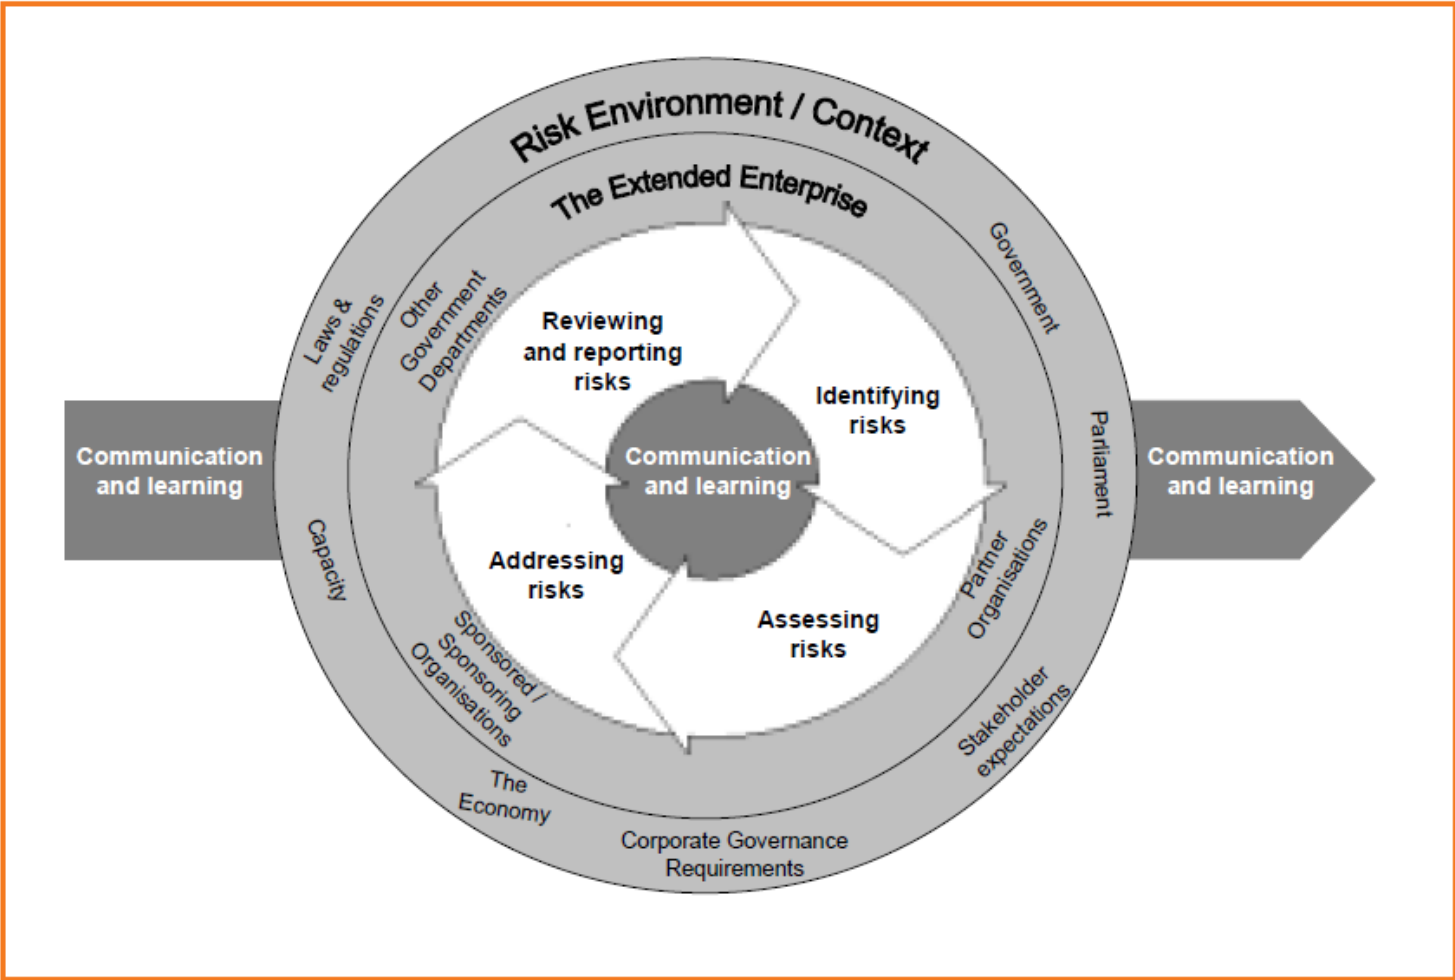 Risk Environment / Context
The Extended Enterprise
Government
Laws &
regulations
Other
Government
Departments
Reviewing
and reporting
risks
Identifying
risks
Parliament
Communication
and learning
Communication
and learning
Communication
and learning
Capacity
Addressing
risks
Assessing
risks
Partner
Organisations
Sponsored /
Sponsoring
Organisations
Stakeholder
expectations
The
Economy
Corporate Governance
Requirements